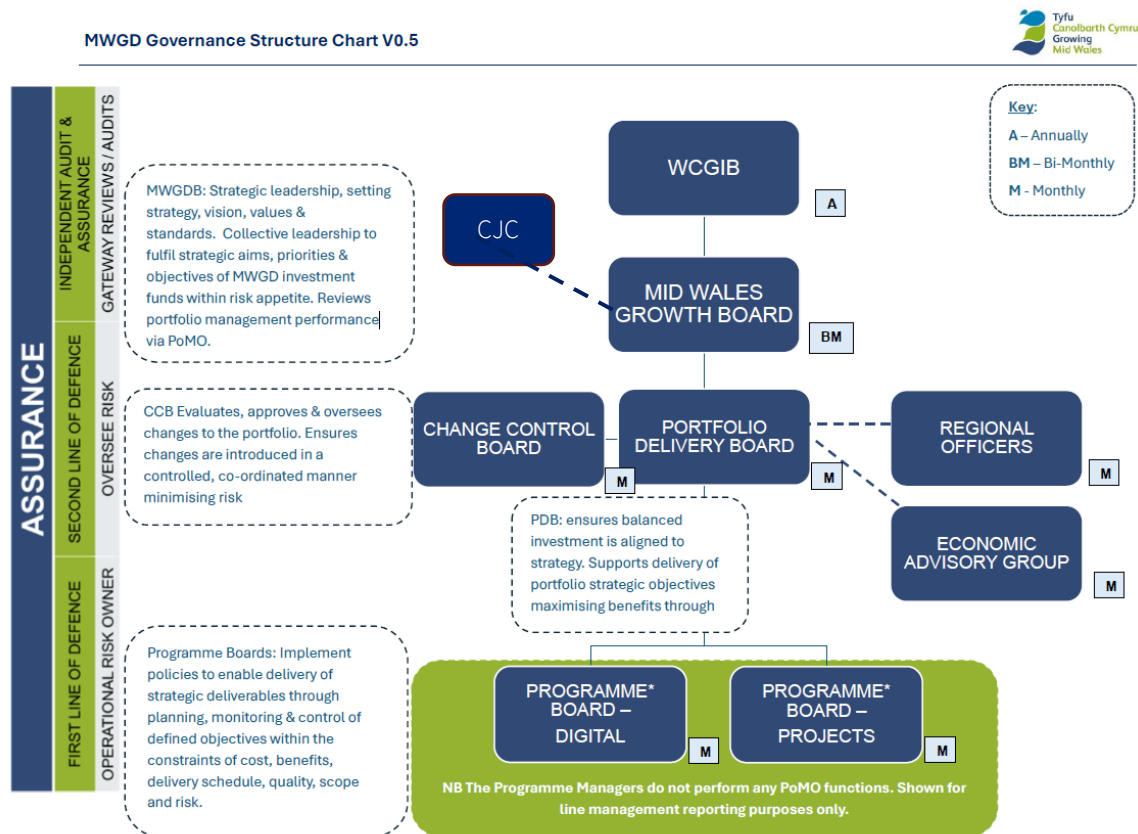 MWGD Governance Structure Chart V0.5
Tyfu
Canolbarth Cymru
Growing
Mid Wales
Key:
A – Annually
BM – Bi-Monthly
M - Monthly
ASSURANCE
INDEPENDENT AUDIT &
ASSURANCE
GATEWAY REVIEWS / AUDITS
SECOND LINE OF DEFENCE
OVERSEE RISK
FIRST LINE OF DEFENCE
OPERATIONAL RISK OWNER
MWGDB: Strategic leadership, setting
strategy, vision, values &
standards.  Collective leadership to
fulfil strategic aims, priorities &
objectives of MWGD investment
funds within risk appetite. Reviews
portfolio management performance
via PoMO.
WCGIB
A
CJC
MID WALES
GROWTH BOARD
BM
CCB Evaluates, approves & oversees
changes to the portfolio. Ensures
changes are introduced in a
controlled, co-ordinated manner
minimising risk
CHANGE CONTROL
BOARD
M
PORTFOLIO
DELIVERY BOARD
M
REGIONAL
OFFICERS
M
ECONOMIC
ADVISORY GROUP
M
PDB: ensures balanced
investment is aligned to
strategy. Supports delivery of
portfolio strategic objectives
maximising benefits through
Programme Boards: Implement
policies to enable delivery
of strategic deliverables through
planning, monitoring & control of
defined objectives within the
constraints of cost, benefits,
delivery schedule, quality, scope
and risk.
PROGRAMME*
BOARD –
DIGITAL
M
PROGRAMME*
BOARD –
PROJECTS
M
NB The Programme Managers do not perform any PoMO functions. Shown for
line management reporting purposes only.